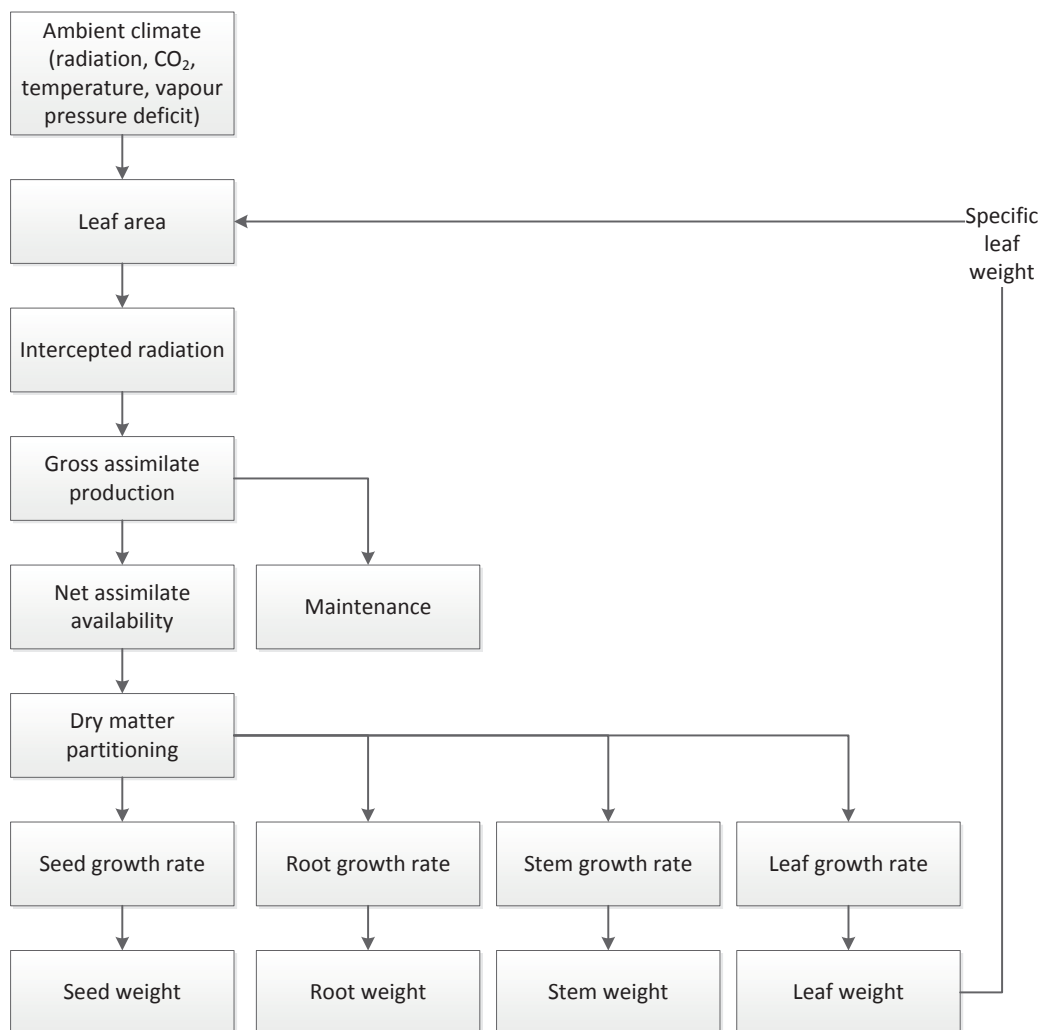 Ambient climate
(radiation, CO₂,
temperature, vapour
pressure deficit)
Leaf area
Specific
leaf
weight
Intercepted radiation
Gross assimilate
production
Net assimilate
availability
Maintenance
Dry matter
partitioning
Seed growth rate
Root growth rate
Stem growth rate
Leaf growth rate
Seed weight
Root weight
Stem weight
Leaf weight